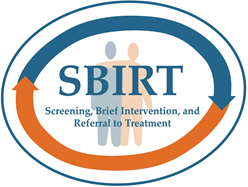 SBIRT
Screening, Brief Intervention, and
Referral to Treatment